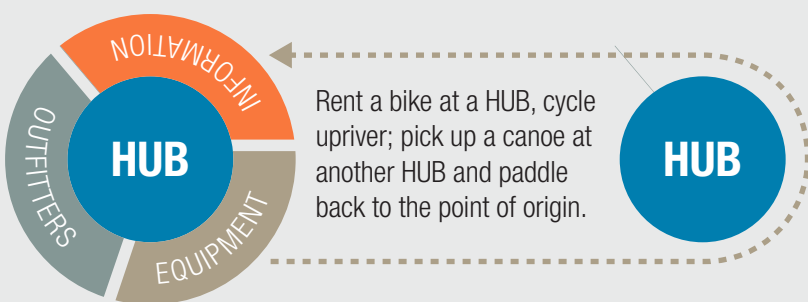 INFORMATION
OUTFITTERS
HUB
EQUIPMENT
Rent a bike at a HUB, cycle
upriver; pick up a canoe at
another HUB and paddle
back to the point of origin.
HUB